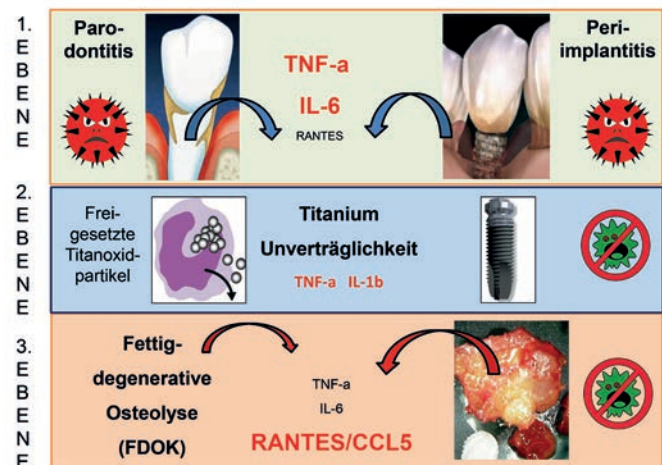 1.
E
B
E
N
E
Paro-
dontitis
TNF-a
IL-6
RANTES
Peri-
implantitis
2.
E
B
E
N
E
Frei-
gesetzte
Titanoxid-
partikel
Titanium
Unverträglichkeit
TNF-a IL-1b
3.
E
B
E
N
E
Fettig-
degenerative
Osteolyse
(FDOK)
TNF-a
IL-6
RANTES/CCL5